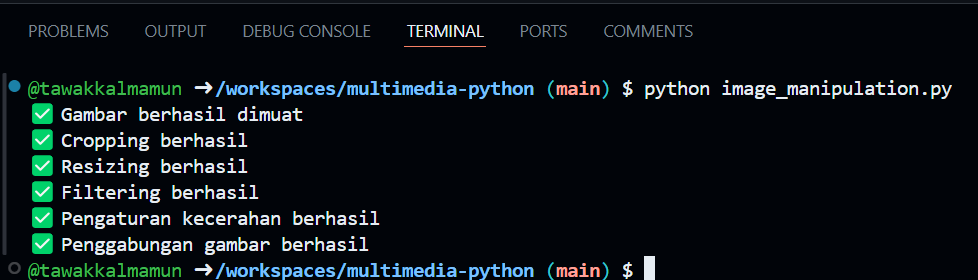 PROBLEMS OUTPUT DEBUG CONSOLE TERMINAL PORTS COMMENTS
@tawakkalmamun ➜/workspaces/multimedia-python (main) $ python image_manipulation.py
✅ Gambar berhasil dimuat
✅ Cropping berhasil
✅ Resizing berhasil
✅ Filtering berhasil
✅ Pengaturan kecerahan berhasil
✅ Penggabungan gambar berhasil
@tawakkalmamun ➜/workspaces/multimedia-python (main) $